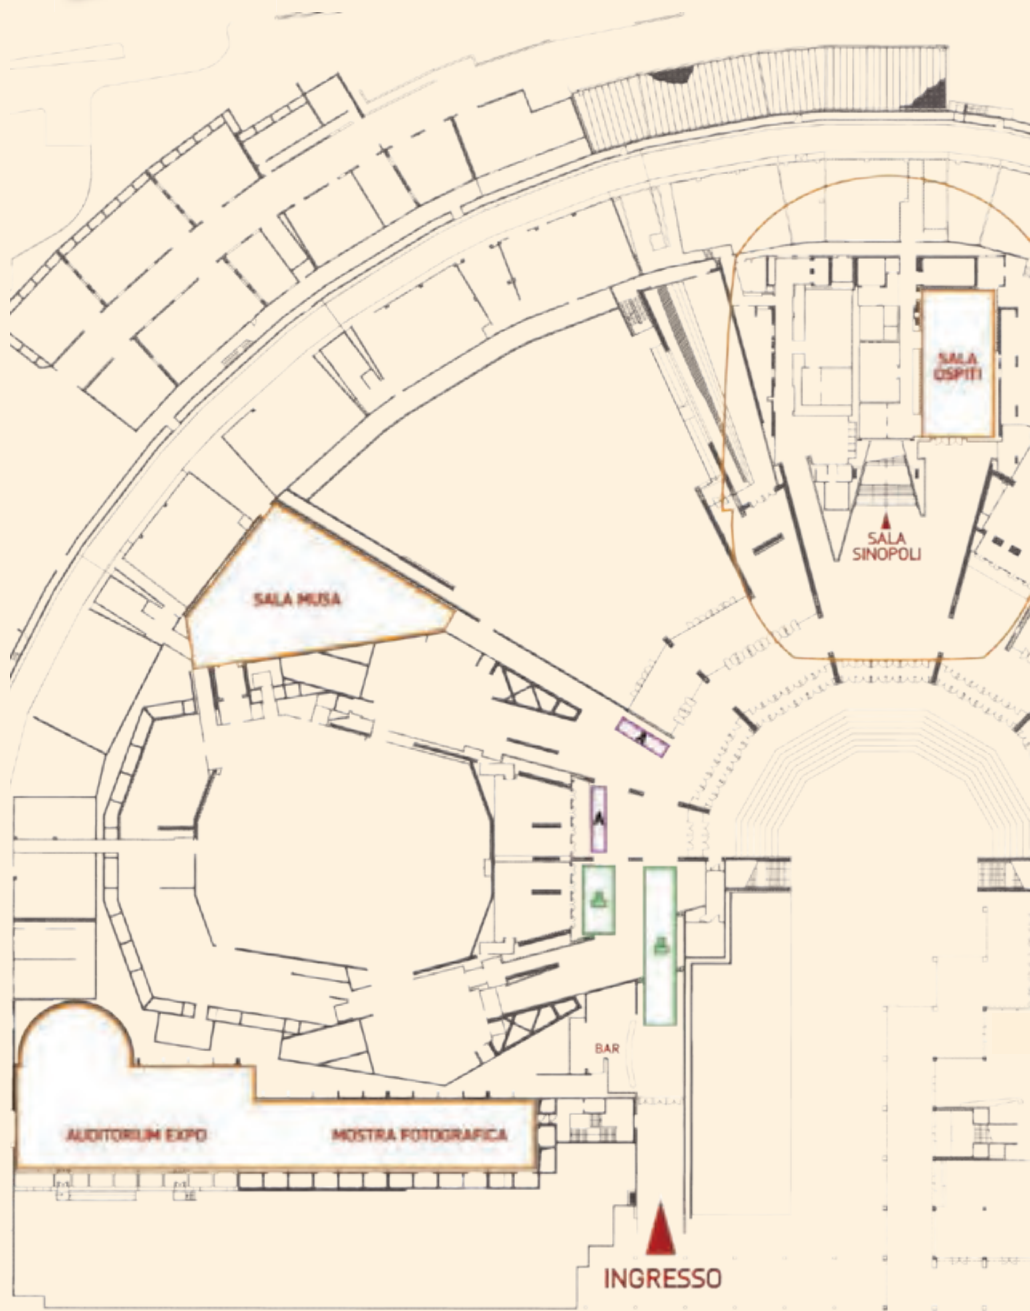 SALA
OSPITI
SALA
SINOPOLI
SALA MUSA
A
A
BAR
AUDITORIUM EXPO
MOSTRA FOTOGRAFICA
INGRESSO